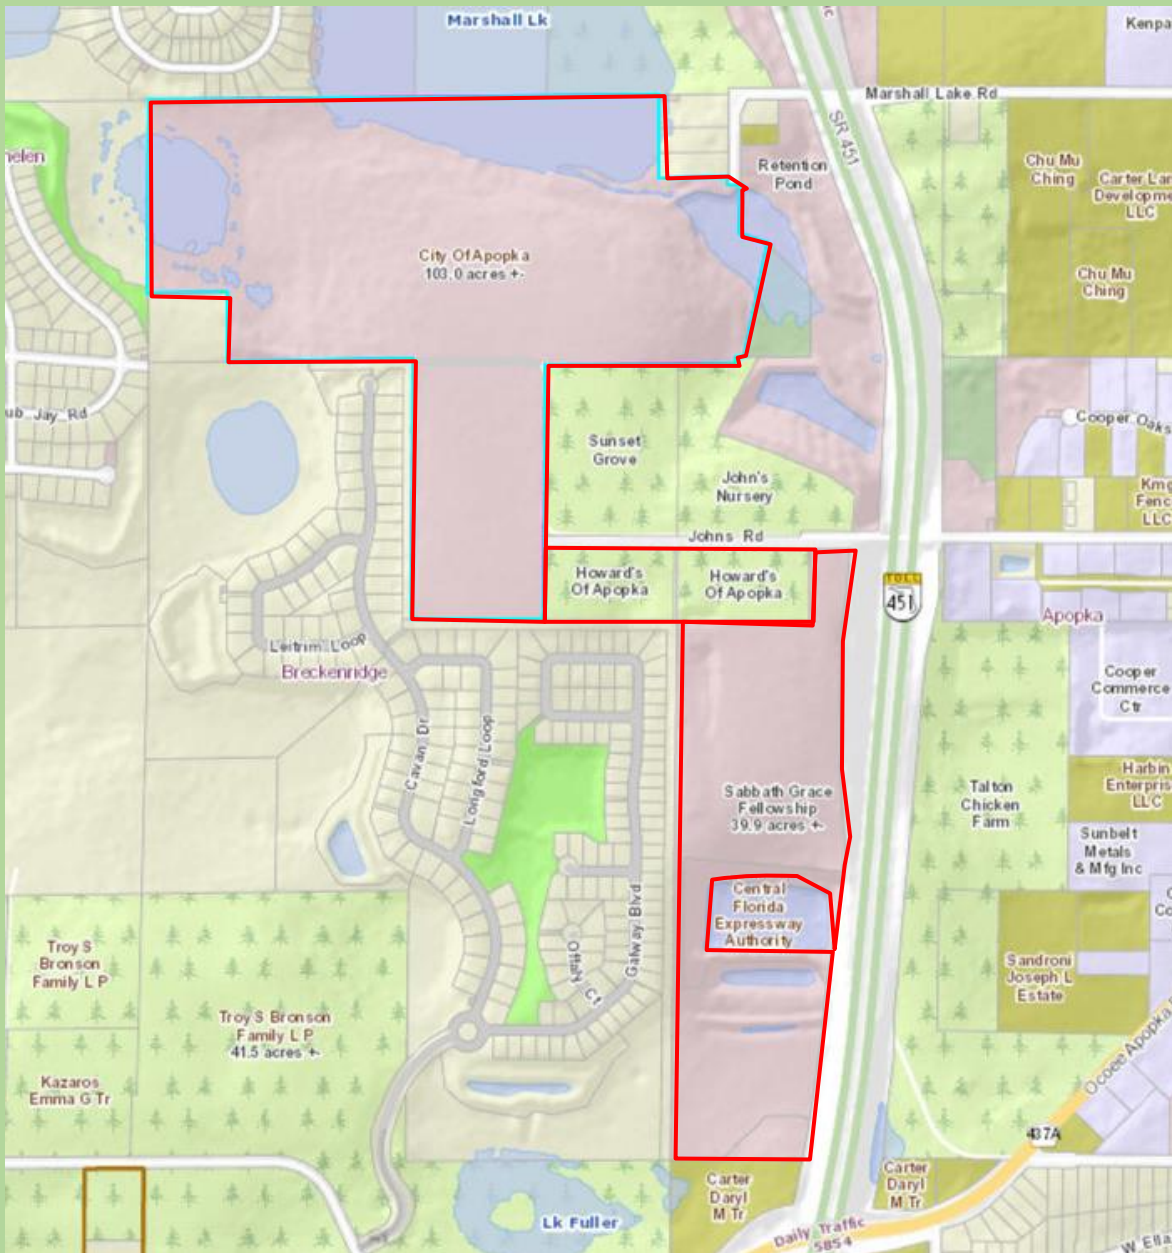 Marshall Lk
Kenpa
Marshall Lake Rd
SR 451
helen
Retention
Pond
Chu Mu
Ching
Carter Lan
Developme
LLC
City Of Apopka
103.0 acres +-
Chu Mu
Ching
ub Jay Rd
Cooper Oaks
Sunset
Grove
John's
Nursery
Kmg
Fenc
LLC
Johns Rd
Howard's
Of Apopka
Howard's
Of Apopka
TOLL
451
Apopka
Leitrim Loop
Breckenridge
Cooper
Commerce
Ctr
Cavan Dr
Longford Loop
Sabbath Grace
Fellowship
39.9 acres +-
Talton
Chicken
Farm
Harbin
Enterpris
LLC
Sunbelt
Metals
& Mfg Inc
Central
Florida
Expressway
Authority
C
Co
Galway Blvd
Offaly Ct
Troy S
Bronson
Family L P
Sandroni
Joseph L
Estate
Troy S Bronson
Family L P
41.5 acres +-
Kazaros
Emma G Tr
Ocoee Apopka
437A
Carter
Daryl
M Tr
Carter
Daryl
M Tr
Lk Fuller
Daily Traffic
5854
W Ella